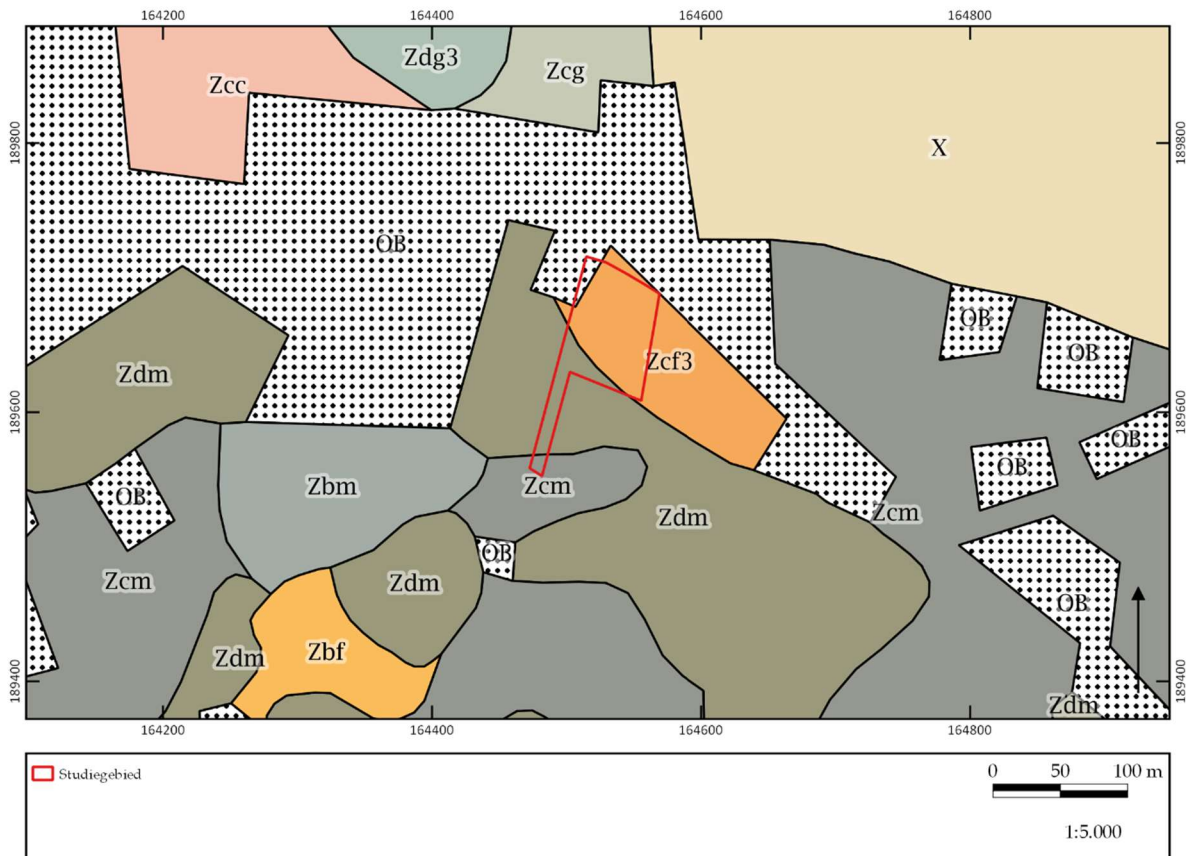 164200 164400 164600 164800
Zdg3
Zcg
Zcc
189800 X 189800
OB
OB
OB
Zcf3
Zdm
189600 189600
OB
OB
OB
Zbm Zcm
Zdm Zcm
OB
Zcm Zdm
OB
Zdm Zbf
189400 189400
Zdm
164200 164400 164600 164800
Studiegebied
0 50 100 m
1:5.000